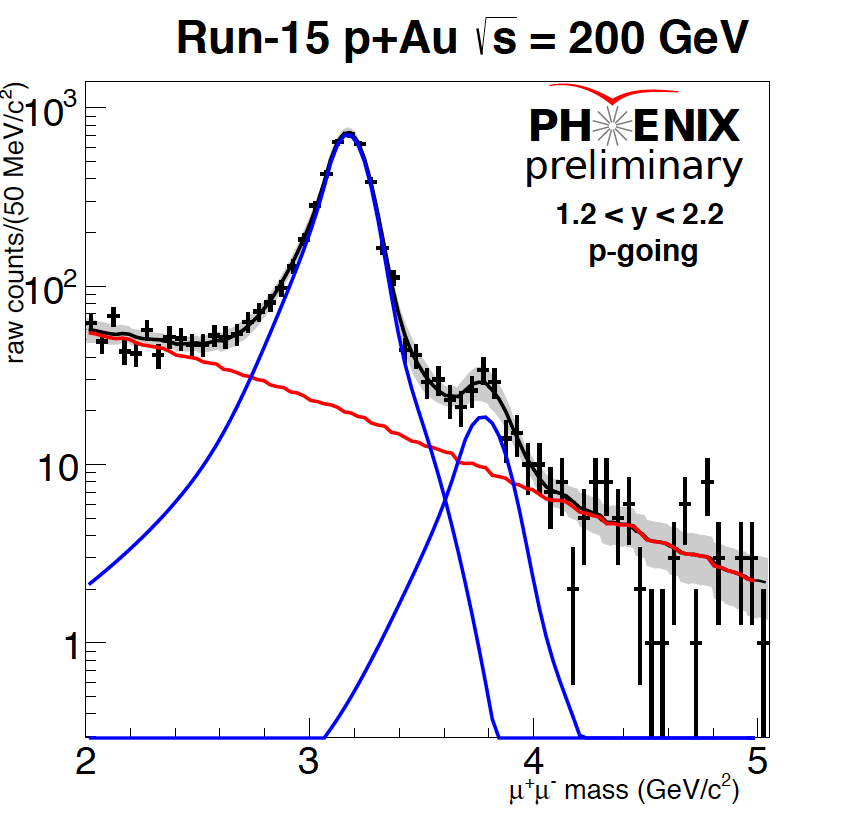 Run-15 p+Au √s = 200 GeV
raw counts/(50 MeV/c²)
10³
10²
10
1
PHENIX
preliminary
1.2 < y < 2.2
p-going
2 3 4 5
μ⁺μ⁻ mass (GeV/c²)